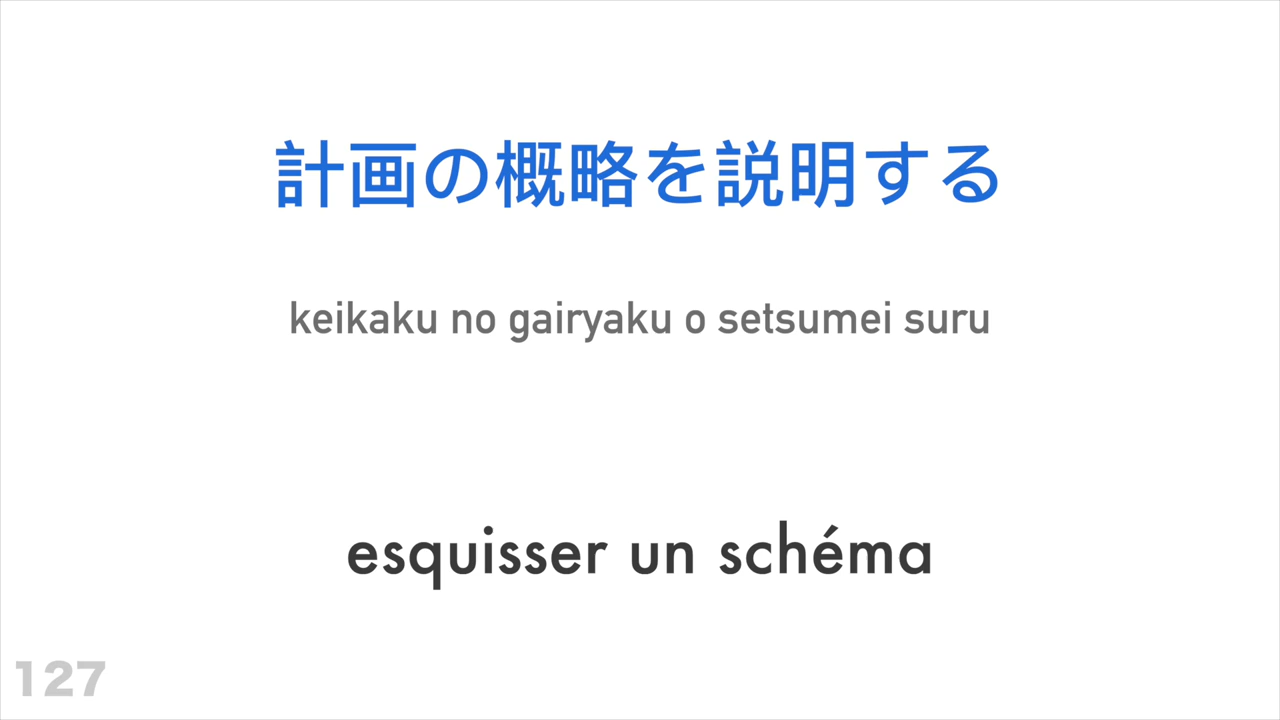 計画の概略を説明する
keikaku no gairyaku o setsumei suru
esquisser un schéma
127